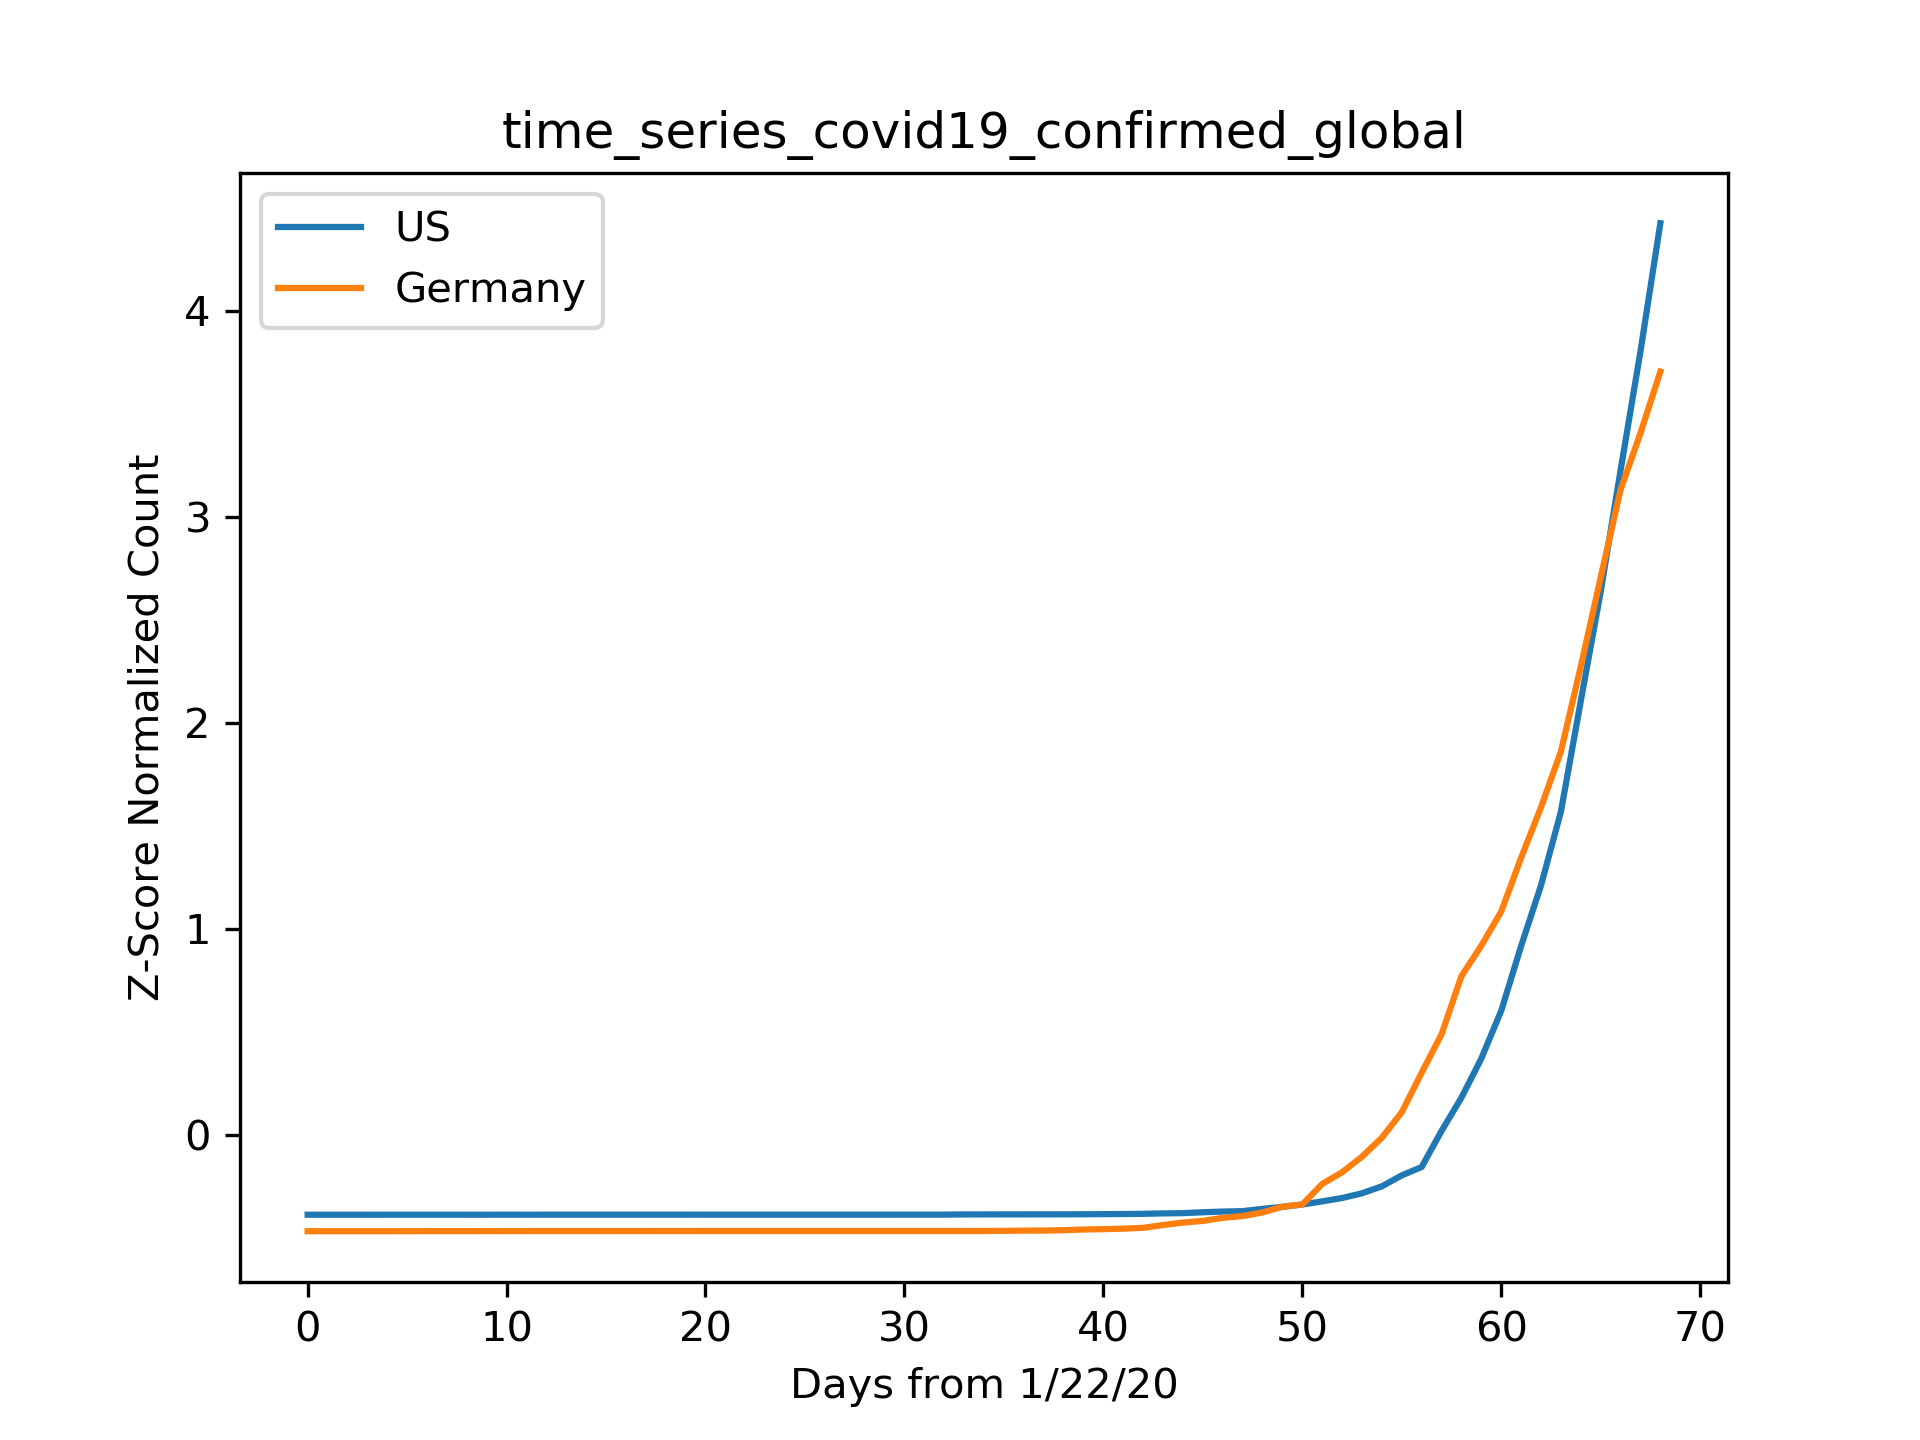 time_series_covid19_confirmed_global
US
Germany
Z-Score Normalized Count
4
3
2
1
0
0 10 20 30 40 50 60 70
Days from 1/22/20